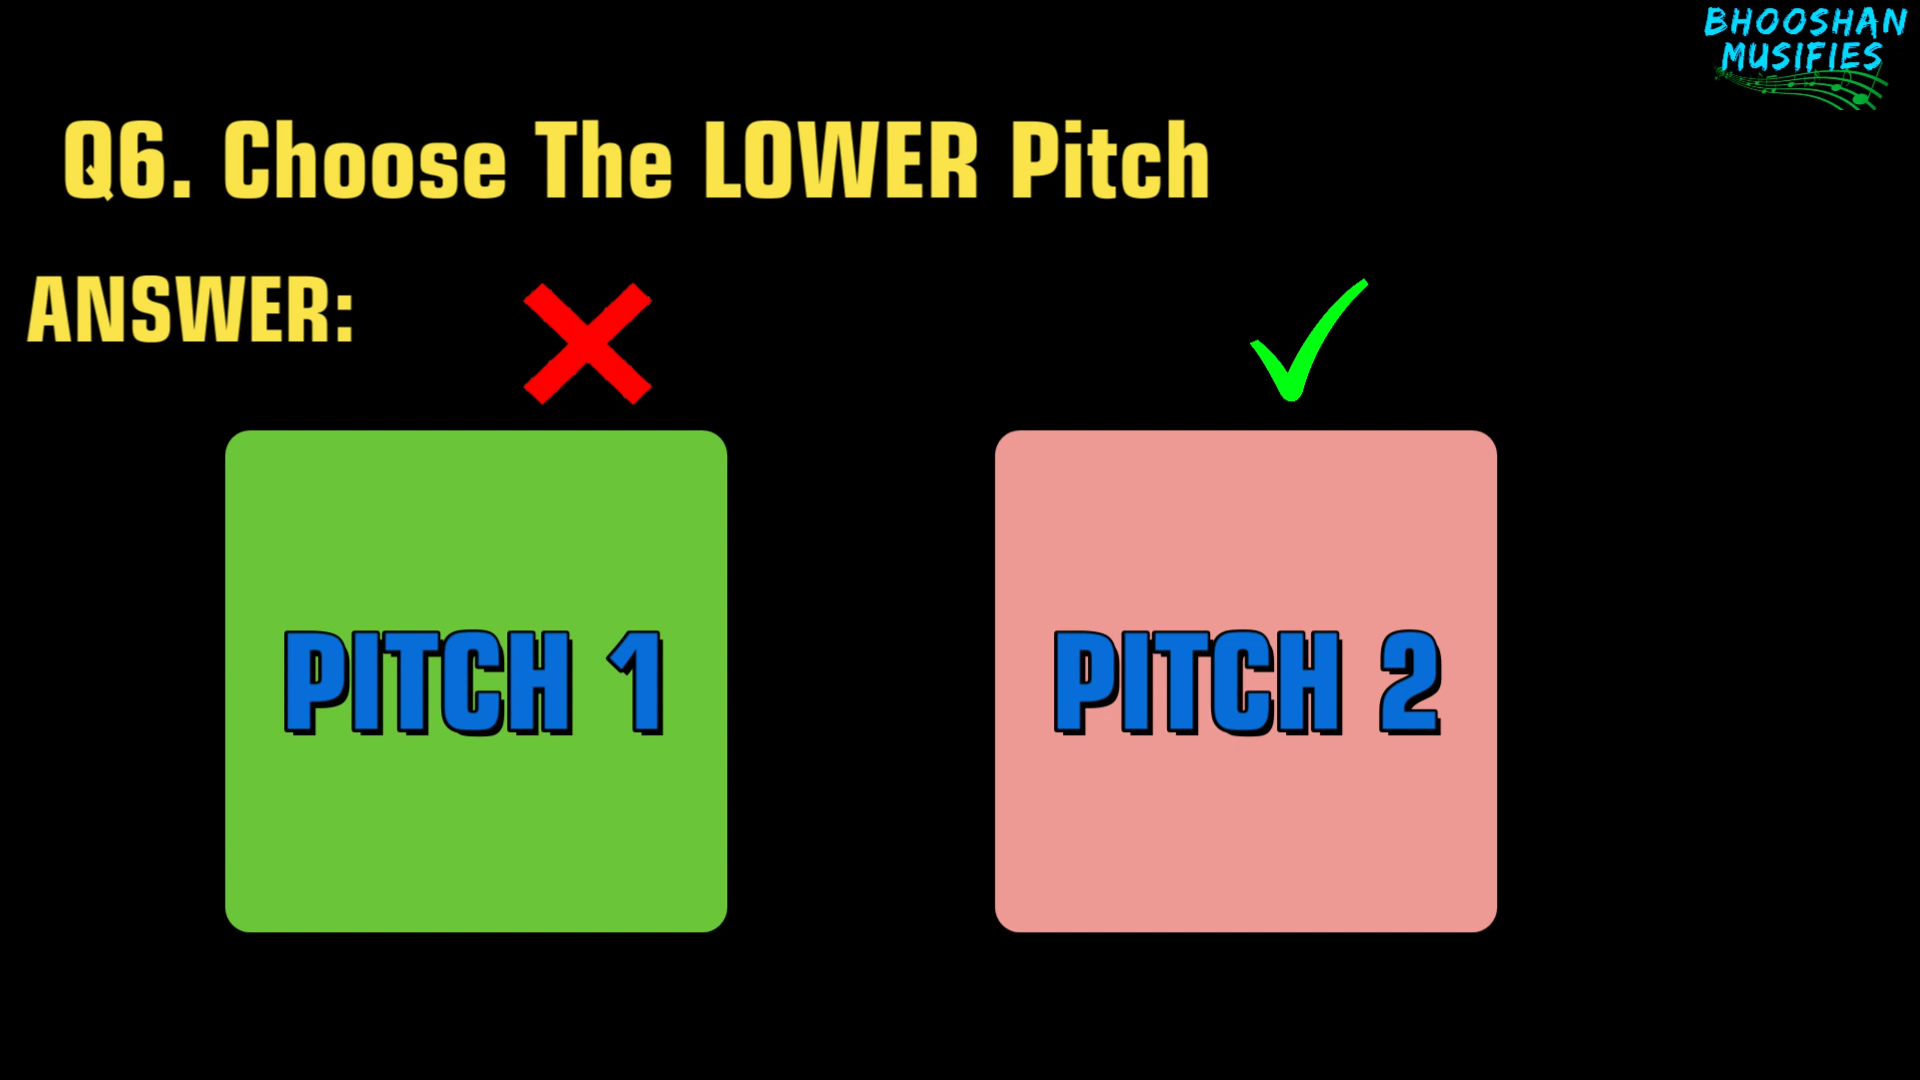 BHOOSHAN
MUSIFIES
Q6. Choose The LOWER Pitch
ANSWER:
PITCH 1
PITCH 2